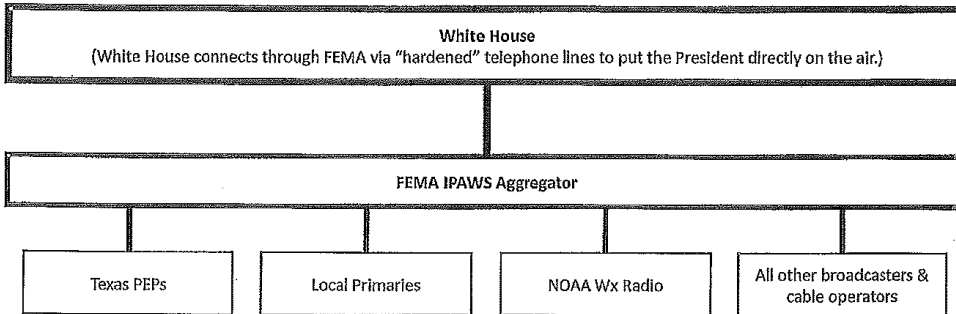 White House
(White House connects through FEMA via “hardened” telephone lines to put the President directly on the air.)
FEMA IPAWS Aggregator
Texas PEPs
Local Primaries
NOAA Wx Radio
All other broadcasters &
cable operators